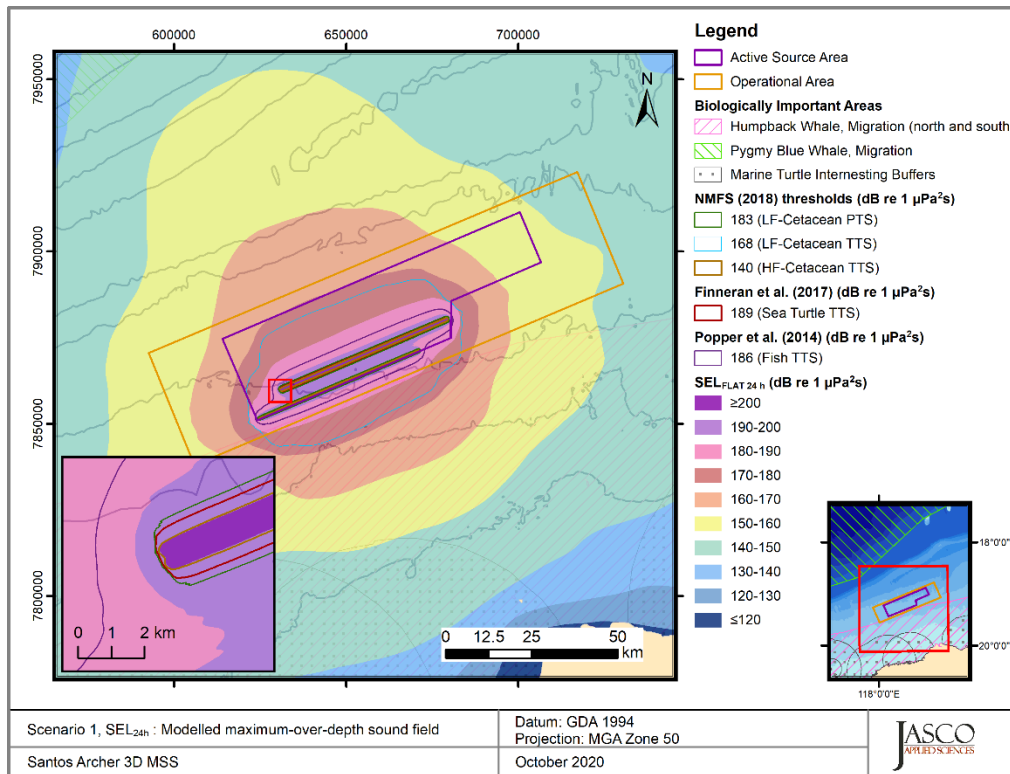 600000 650000 700000
7950000
7900000
7850000
7800000
N
0 1 2 km
0 12.5 25 50
km
Legend
Active Source Area
Operational Area
Biologically Important Areas
Humpback Whale, Migration (north and south)
Pygmy Blue Whale, Migration
Marine Turtle Internesting Buffers
NMFS (2018) thresholds (dB re 1 µPa²s)
183 (LF-Cetacean PTS)
168 (LF-Cetacean TTS)
140 (HF-Cetacean TTS)
Finneran et al. (2017) (dB re 1 µPa²s)
189 (Sea Turtle TTS)
Popper et al. (2014) (dB re 1 µPa²s)
186 (Fish TTS)
SELFLAT 24 h (dB re 1 µPa²s)
≥200
190-200
180-190
170-180
160-170
150-160
140-150
130-140
120-130
≤120
18°0'0"
20°0'0"
118°0'0"E
Scenario 1, SEL24h : Modelled maximum-over-depth sound field
Santos Archer 3D MSS
Datum: GDA 1994
Projection: MGA Zone 50
October 2020
JASCO
APPLIED SCIENCES